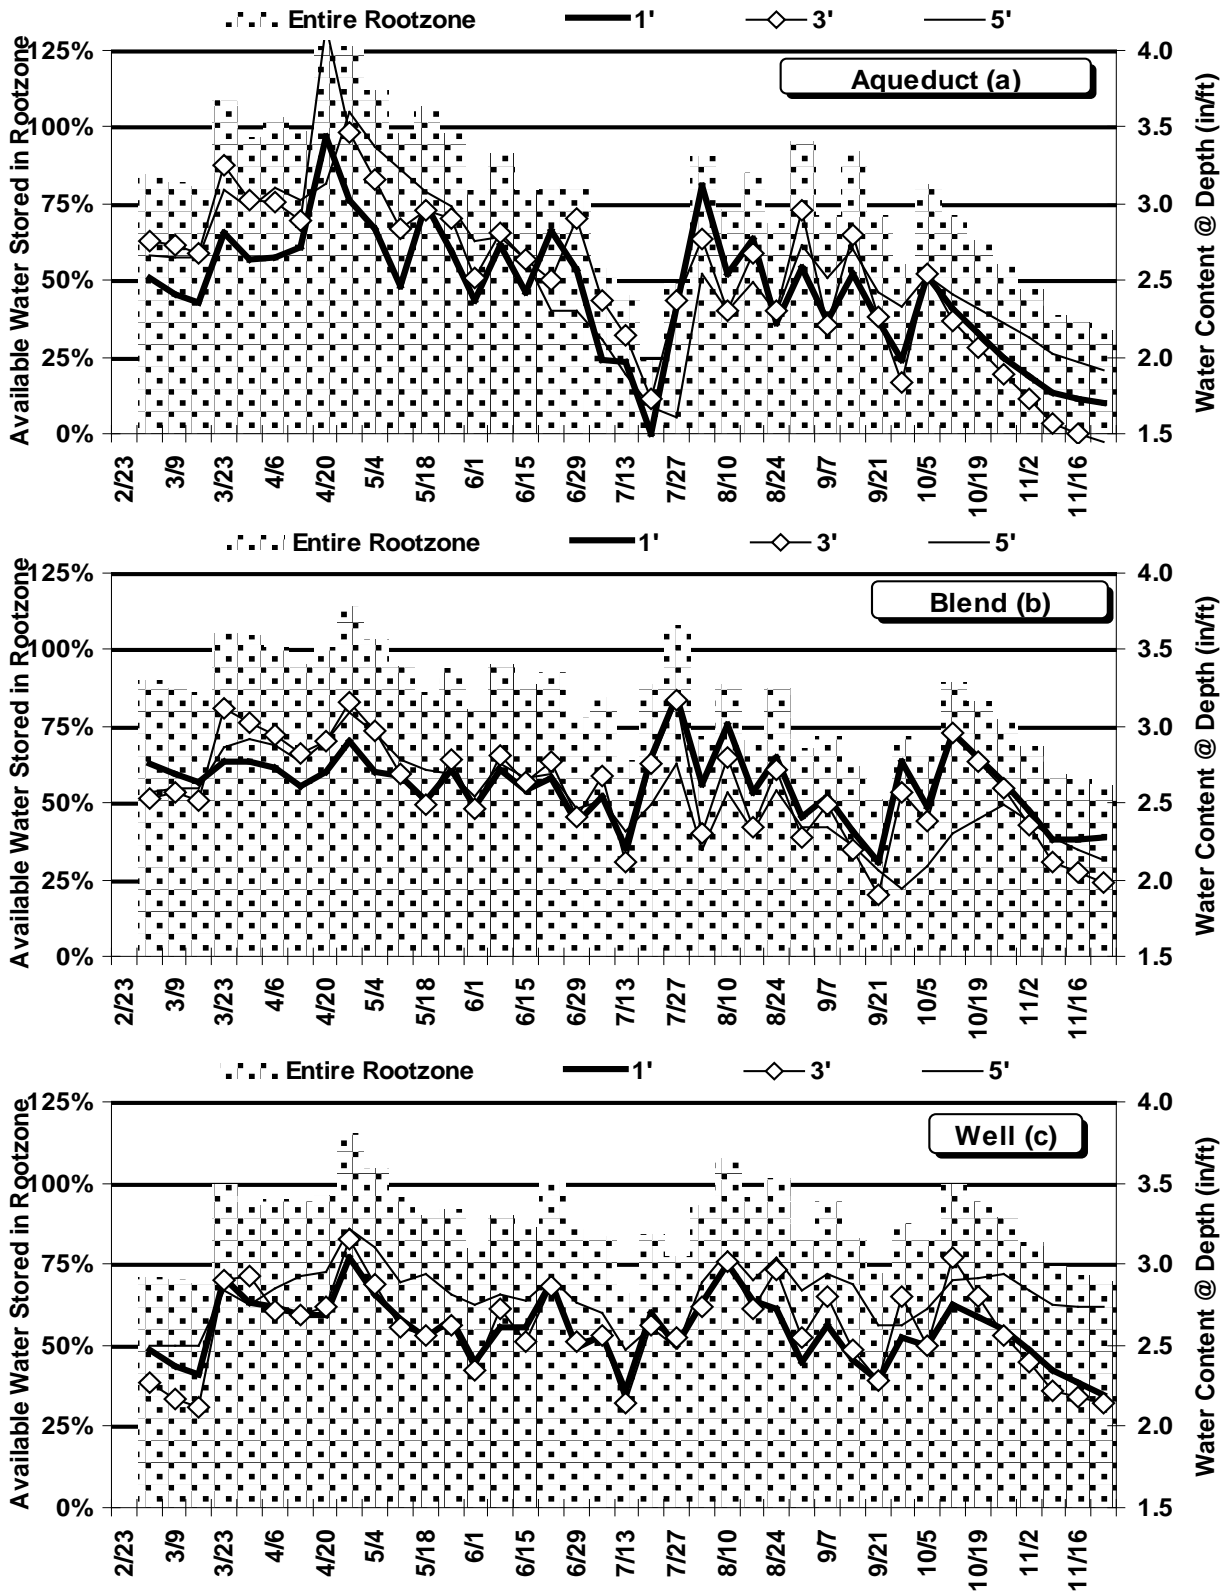 Entire Rootzone 1' 3' 5'
Available Water Stored in Rootzone
125%
100%
75%
50%
25%
0%
Aqueduct (a)
4.0
3.5
3.0
2.5
2.0
1.5
Water Content @ Depth (in/ft)
2/23 3/9 3/23 4/6 4/20 5/4 5/18 6/1 6/15 6/29 7/13 7/27 8/10 8/24 9/7 9/21 10/5 10/19 11/2 11/16
Entire Rootzone 1' 3' 5'
Available Water Stored in Rootzone
125%
100%
75%
50%
25%
0%
Blend (b)
4.0
3.5
3.0
2.5
2.0
1.5
Water Content @ Depth (in/ft)
2/23 3/9 3/23 4/6 4/20 5/4 5/18 6/1 6/15 6/29 7/13 7/27 8/10 8/24 9/7 9/21 10/5 10/19 11/2 11/16
Entire Rootzone 1' 3' 5'
Available Water Stored in Rootzone
125%
100%
75%
50%
25%
0%
Well (c)
4.0
3.5
3.0
2.5
2.0
1.5
Water Content @ Depth (in/ft)
2/23 3/9 3/23 4/6 4/20 5/4 5/18 6/1 6/15 6/29 7/13 7/27 8/10 8/24 9/7 9/21 10/5 10/19 11/2 11/16